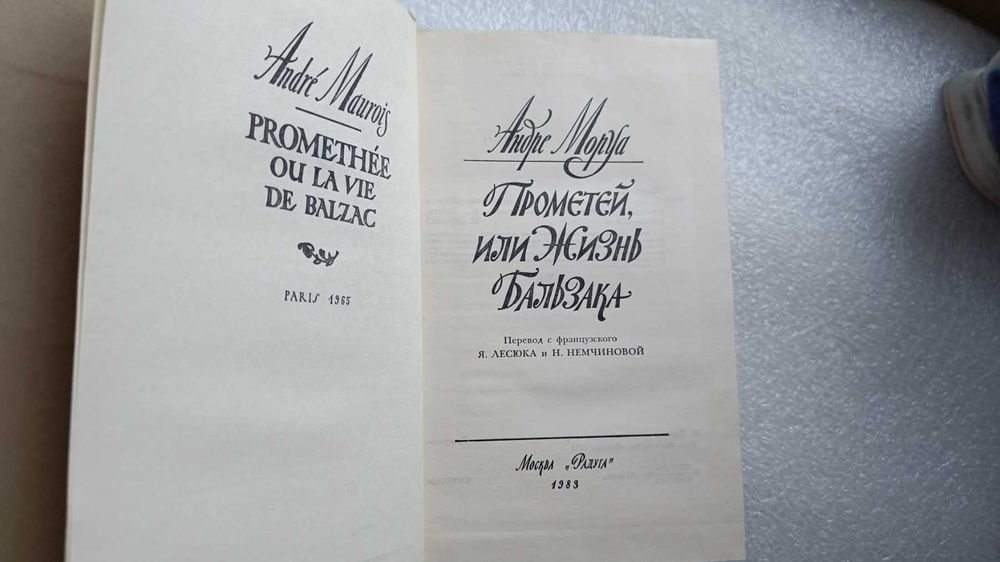 André Maurois
PROMETHÉE
OU LA VIE
DE BALZAC
PARIS 1965
Андре Моруа
Прометей,
или Жизнь
Бальзака
Перевод с французского
Я. ЛЕСЮКА и Н. НЕМЧИНОВОЙ
Москва „Радуга"
1983